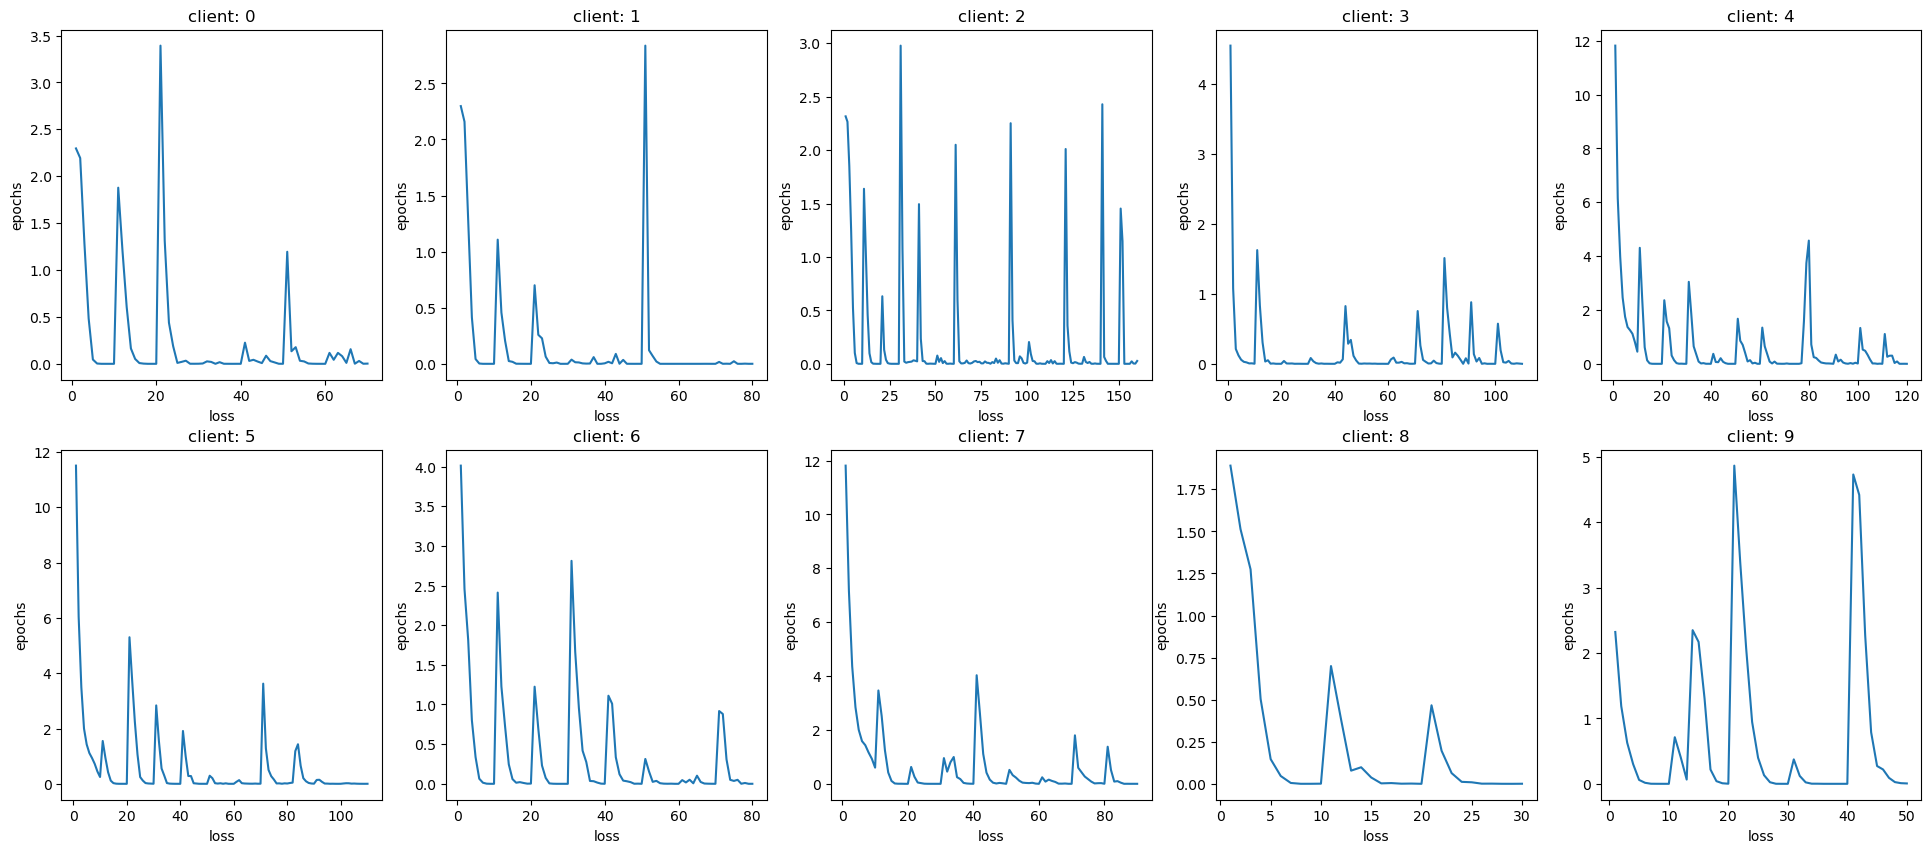 client: 0
3.5
3.0
2.5
2.0
1.5
1.0
0.5
0.0
epochs
0 20 40 60
loss
client: 1
2.5
2.0
1.5
1.0
0.5
0.0
epochs
0 20 40 60 80
loss
client: 2
3.0
2.5
2.0
1.5
1.0
0.5
0.0
epochs
0 25 50 75 100 125 150
loss
client: 3
4
3
2
1
0
epochs
0 20 40 60 80 100
loss
client: 4
12
10
8
6
4
2
0
epochs
0 20 40 60 80 100 120
loss
client: 5
12
10
8
6
4
2
0
epochs
0 20 40 60 80 100
loss
client: 6
4.0
3.5
3.0
2.5
2.0
1.5
1.0
0.5
0.0
epochs
0 20 40 60 80
loss
client: 7
12
10
8
6
4
2
0
epochs
0 20 40 60 80
loss
client: 8
1.75
1.50
1.25
1.00
0.75
0.50
0.25
0.00
epochs
0 5 10 15 20 25 30
loss
client: 9
5
4
3
2
1
0
epochs
0 10 20 30 40 50
loss